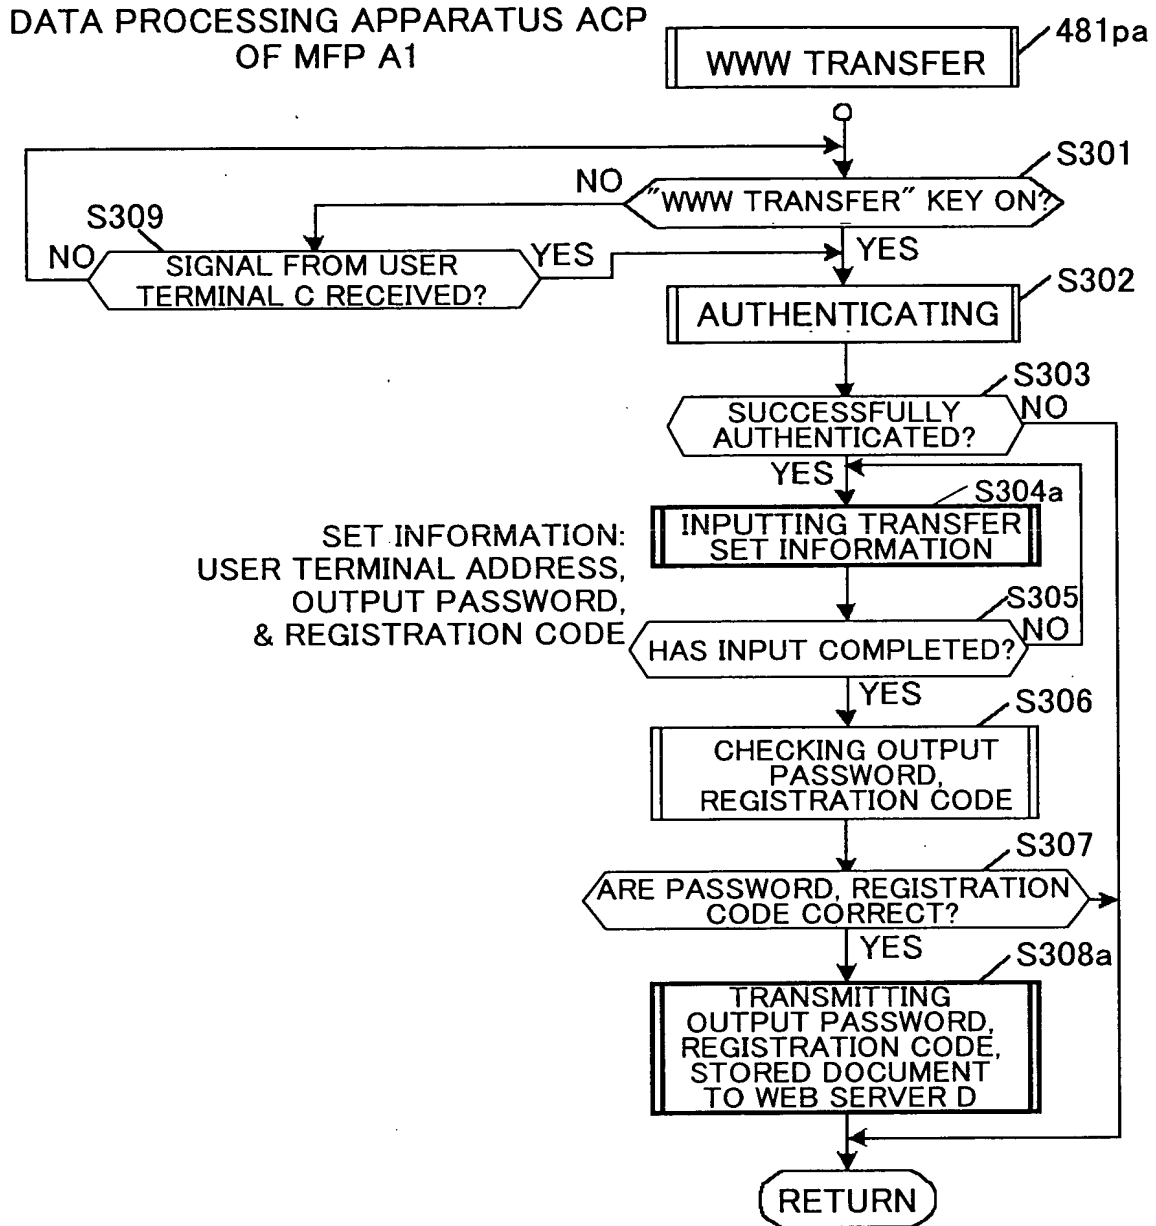 DATA PROCESSING APPARATUS ACP
OF MFP A1
481pa
WWW TRANSFER
S301
NO
"WWW TRANSFER" KEY ON?
S309
NO
YES
YES
SIGNAL FROM USER
TERMINAL C RECEIVED?
S302
AUTHENTICATING
S303
SUCCESSFULLY
AUTHENTICATED?
NO
YES
S304a
INPUTTING TRANSFER
SET INFORMATION
SET INFORMATION:
USER TERMINAL ADDRESS,
OUTPUT PASSWORD,
& REGISTRATION CODE
S305
NO
HAS INPUT COMPLETED?
YES
S306
CHECKING OUTPUT
PASSWORD,
REGISTRATION CODE
S307
ARE PASSWORD, REGISTRATION
CODE CORRECT?
YES
S308a
TRANSMITTING
OUTPUT PASSWORD,
REGISTRATION CODE,
STORED DOCUMENT
TO WEB SERVER D
RETURN